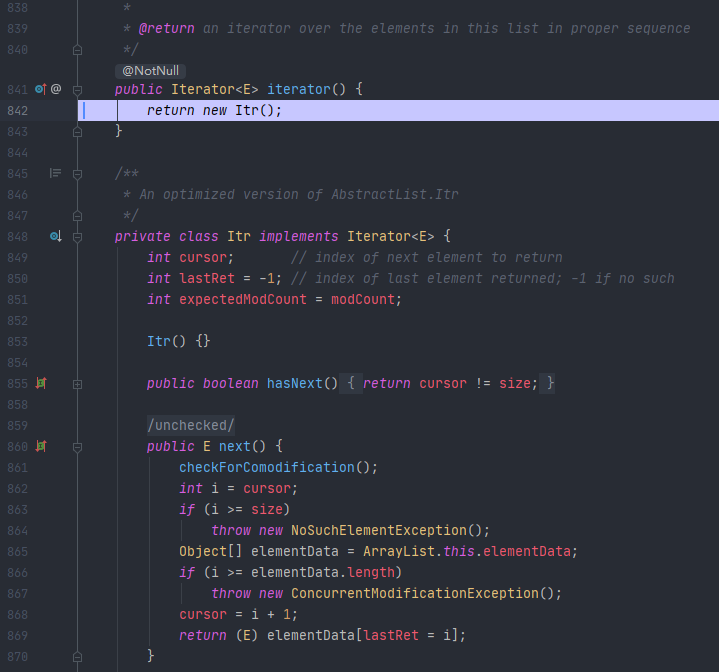 838 *
839 * @return an iterator over the elements in this list in proper sequence
840 */
@NotNull
841 @ public Iterator<E> iterator() {
842 return new Itr();
843 }
844
845 /**
846 * An optimized version of AbstractList.Itr
847 */
848 private class Itr implements Iterator<E> {
849 int cursor; // index of next element to return
850 int lastRet = -1; // index of last element returned; -1 if no such
851 int expectedModCount = modCount;
852
853 Itr() {}
854
855 public boolean hasNext() { return cursor != size; }
858
859 /unchecked/
860 public E next() {
861 checkForComodification();
862 int i = cursor;
863 if (i >= size)
864 throw new NoSuchElementException();
865 Object[] elementData = ArrayList.this.elementData;
866 if (i >= elementData.length)
867 throw new ConcurrentModificationException();
868 cursor = i + 1;
869 return (E) elementData[lastRet = i];
870 }